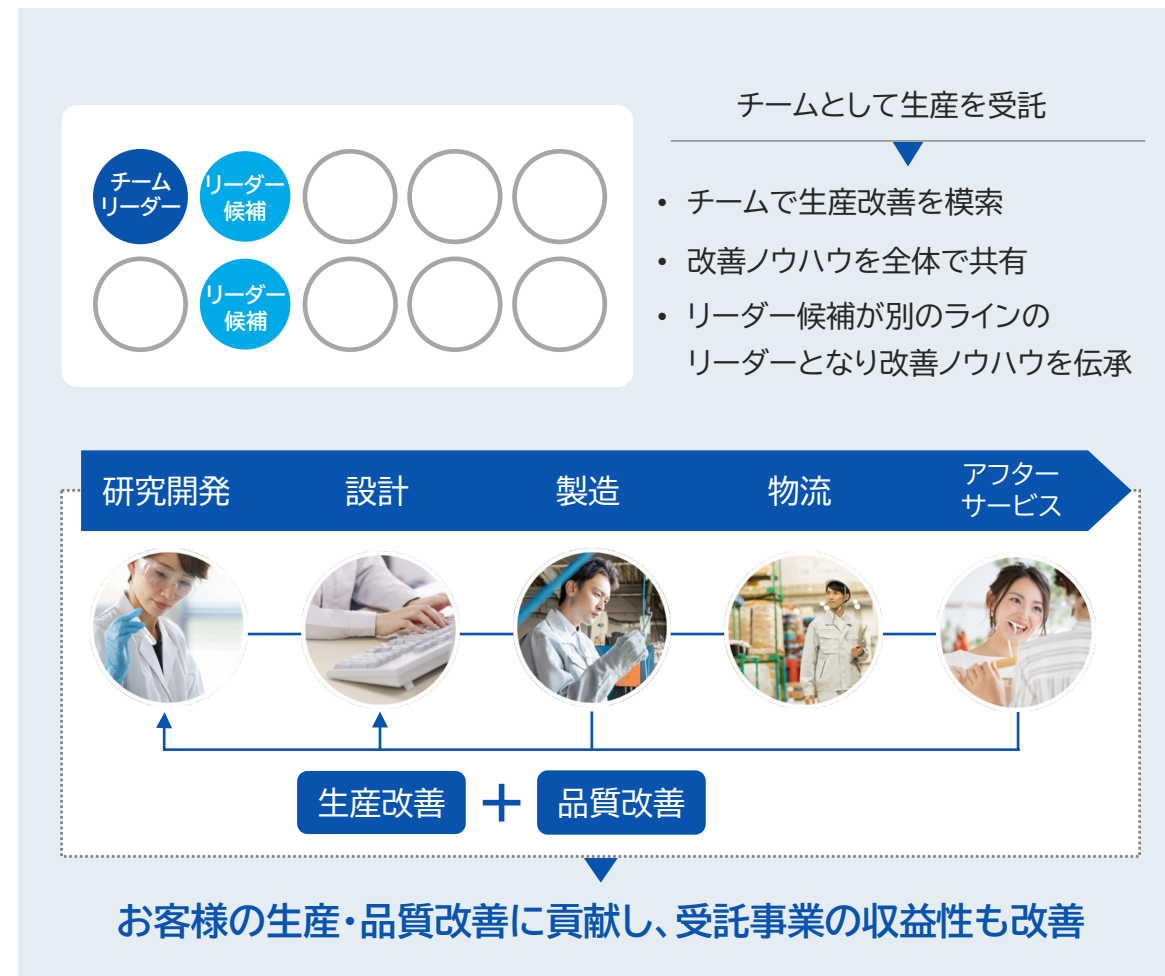 チームとして生産を受託
チーム
リーダー
リーダー
候補
リーダー
候補
• チームで生産改善を模索
• 改善ノウハウを全体で共有
• リーダー候補が別のラインの
リーダーとなり改善ノウハウを伝承
研究開発
設計
製造
物流
アフター
サービス
生産改善
+
品質改善
お客様の生産・品質改善に貢献し、受託事業の収益性も改善